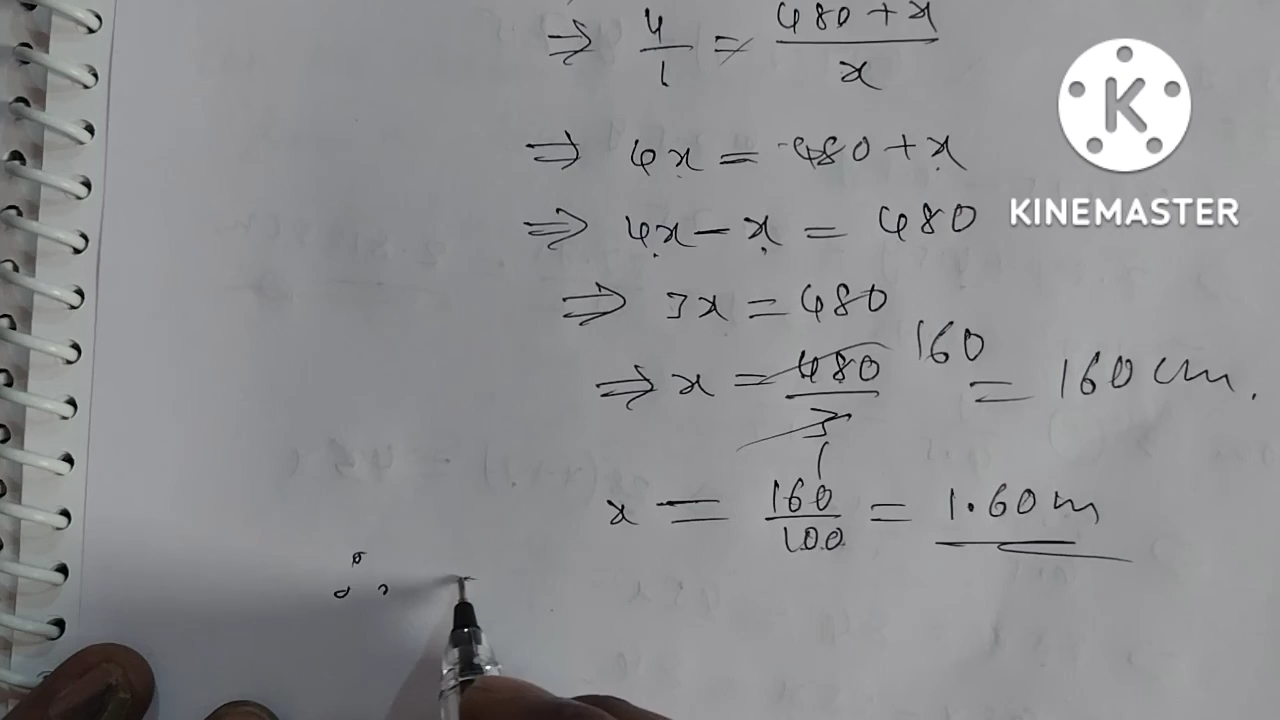 ⇒ 4/1 = (480 + x)/x
⇒ 4x = 480 + x
⇒ 4x − x = 480
⇒ 3x = 480
⇒ x = 480/3 160/1 = 160 cm.
x = 160/100 = 1.60 m
∴
K
KINEMASTER